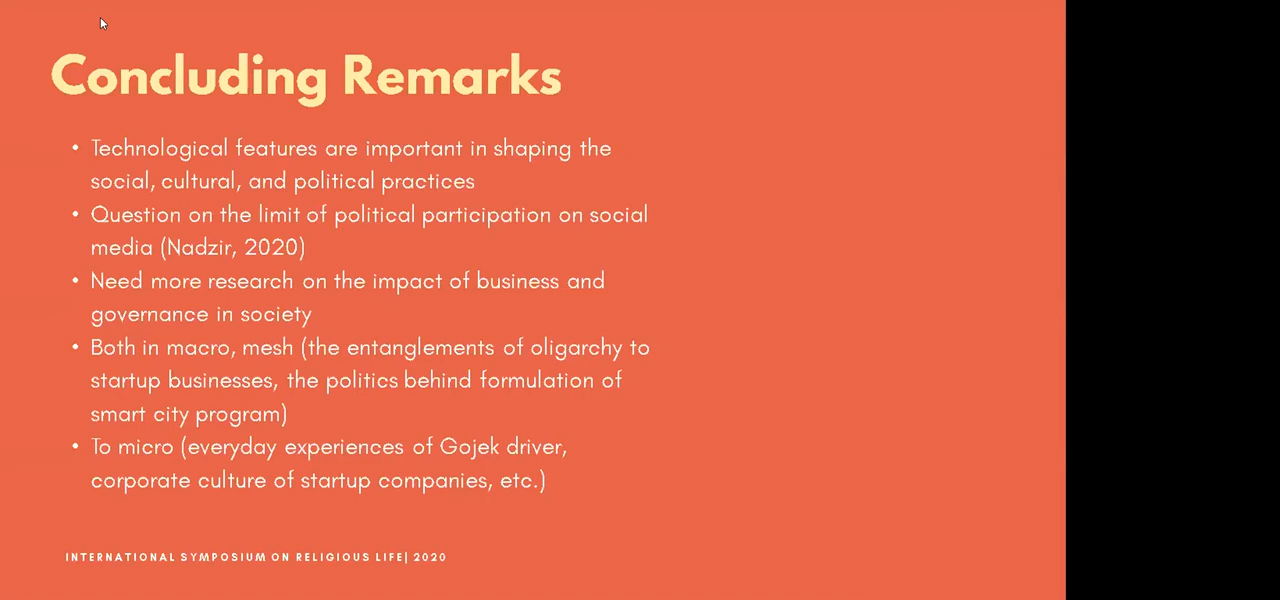 Concluding Remarks
• Technological features are important in shaping the
social, cultural, and political practices
• Question on the limit of political participation on social
media (Nadzir, 2020)
• Need more research on the impact of business and
governance in society
• Both in macro, mesh (the entanglements of oligarchy to
startup businesses, the politics behind formulation of
smart city program)
• To micro (everyday experiences of Gojek driver,
corporate culture of startup companies, etc.)
INTERNATIONAL SYMPOSIUM ON RELIGIOUS LIFE| 2020